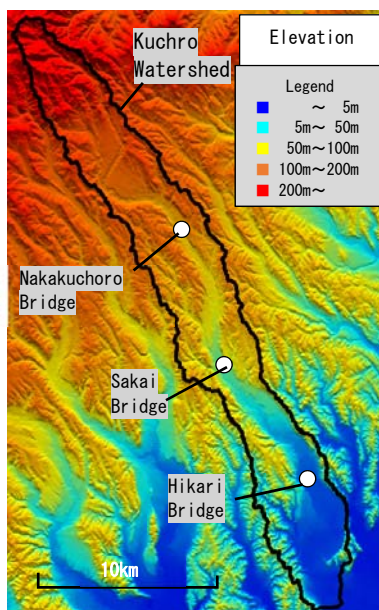 Elevation
Kuchro
Watershed
Legend
～ 5m
5m～ 50m
50m～100m
100m～200m
200m～
Nakakuchoro
Bridge
Sakai
Bridge
Hikari
Bridge
10km